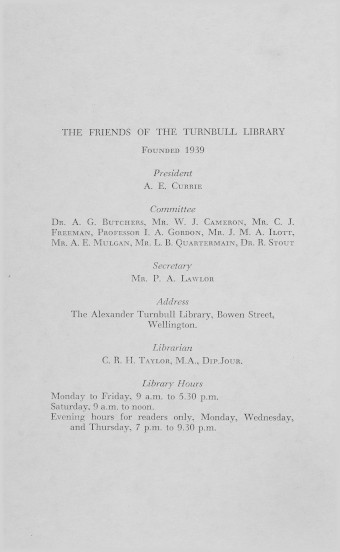 THE FRIENDS OF THE TURNBULL LIBRARY
FOUNDED 1939
President
A. E. CURRIE
Committee
DR. A. G. BUTCHERS, MR. W. J. CAMERON, MR. C. J.
FREEMAN, PROFESSOR I. A. GORDON, MR. J. M. A. ILOTT,
MR. A. E. MULGAN, MR. L. B. QUARTERMAIN, DR. R. STOUT
Secretary
MR. P. A. LAWLOR
Address
The Alexander Turnbull Library, Bowen Street,
Wellington.
Librarian
C. R. H. TAYLOR, M.A., DIP.JOUR.
Library Hours
Monday to Friday, 9 a.m. to 5.30 p.m.
Saturday, 9 a.m. to noon.
Evening hours for readers only, Monday, Wednesday,
and Thursday, 7 p.m. to 9.30 p.m.